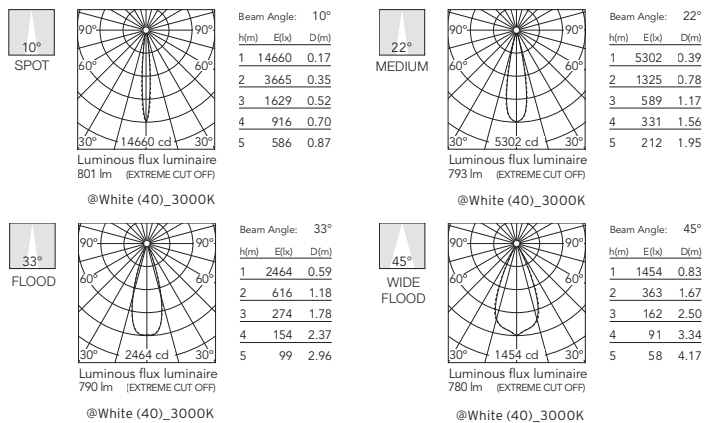 10°
SPOT
90° 90°
60° 60°
30° 14660 cd 30°
Luminous flux luminaire
801 lm (EXTREME CUT OFF)
@White (40)_3000K
Beam Angle: 10°
h(m) E(lx) D(m)
1 14660 0.17
2 3665 0.35
3 1629 0.52
4 916 0.70
5 586 0.87
22°
MEDIUM
90° 90°
60° 60°
30° 5302 cd 30°
Luminous flux luminaire
793 lm (EXTREME CUT OFF)
@White (40)_3000K
Beam Angle: 22°
h(m) E(lx) D(m)
1 5302 0.39
2 1325 0.78
3 589 1.17
4 331 1.56
5 212 1.95
33°
FLOOD
90° 90°
60° 60°
30° 2464 cd 30°
Luminous flux luminaire
790 lm (EXTREME CUT OFF)
@White (40)_3000K
Beam Angle: 33°
h(m) E(lx) D(m)
1 2464 0.59
2 616 1.18
3 274 1.78
4 154 2.37
5 99 2.96
45°
WIDE
FLOOD
90° 90°
60° 60°
30° 1454 cd 30°
Luminous flux luminaire
780 lm (EXTREME CUT OFF)
@White (40)_3000K
Beam Angle: 45°
h(m) E(lx) D(m)
1 1454 0.83
2 363 1.67
3 162 2.50
4 91 3.34
5 58 4.17